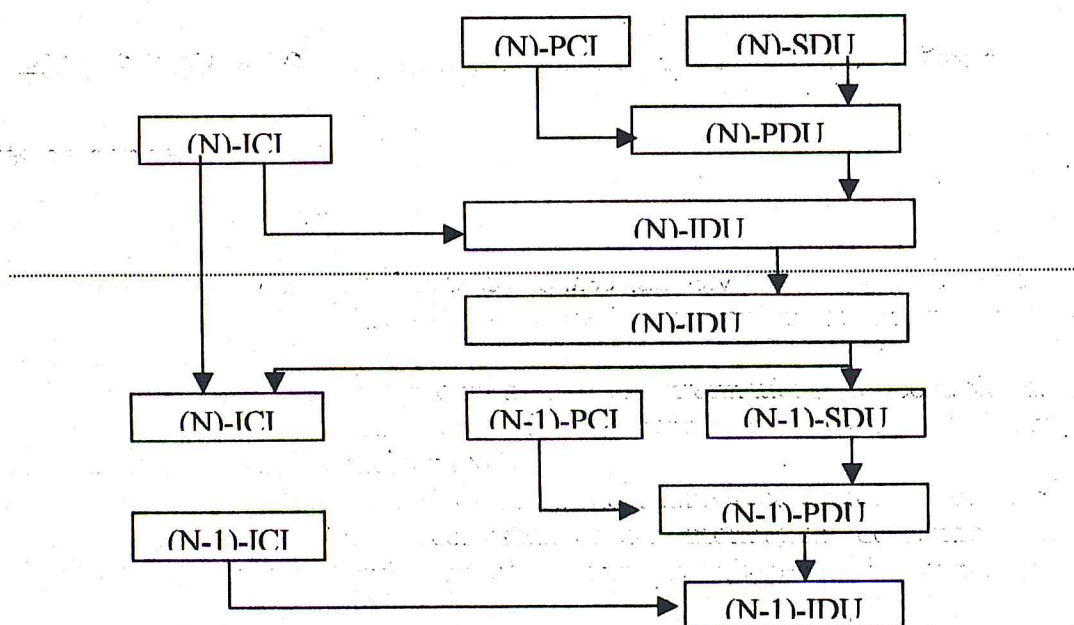 (N)-PCI
(N)-SDU
(N)-ICI
(N)-PDU
(N)-IDU
(N)-IDU
(N)-ICI
(N-1)-PCI
(N-1)-SDU
(N-1)-ICI
(N-1)-PDU
(N-1)-IDU